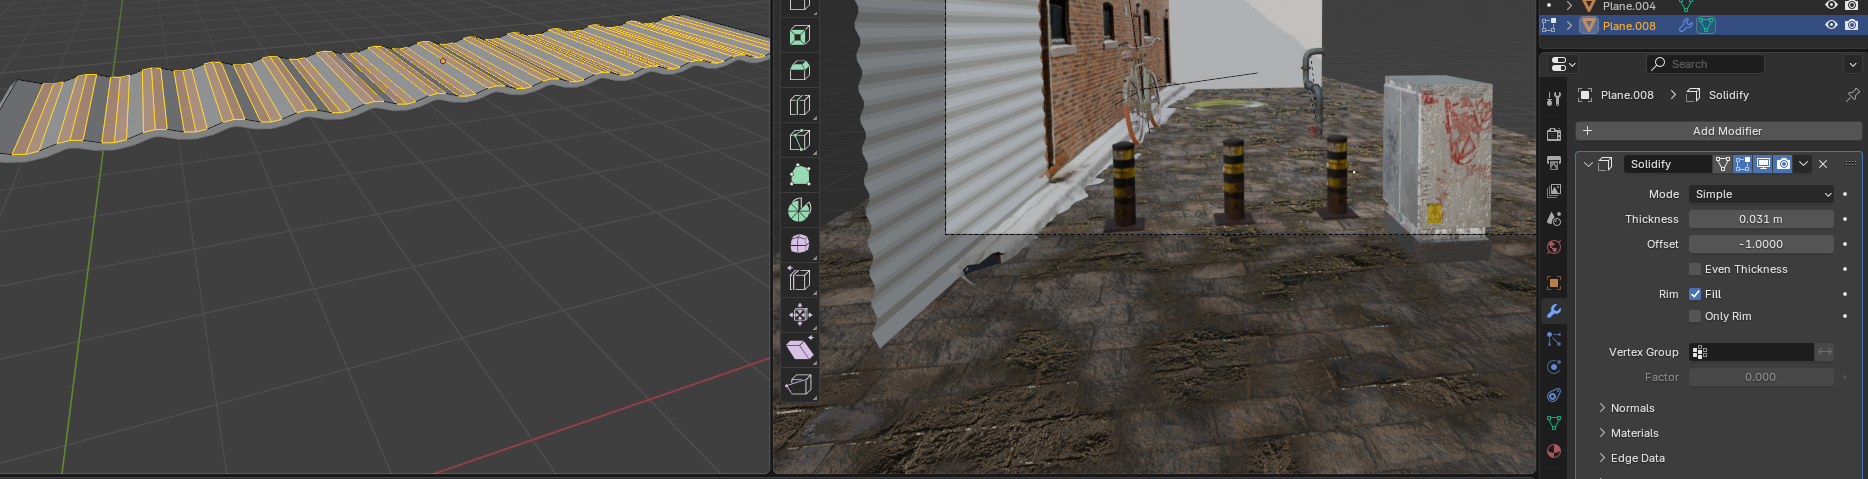 Plane.004
Plane.008
Search
Plane.008 > Solidify
+ Add Modifier
Solidify
Mode Simple
Thickness 0.031 m
Offset -1.0000
Even Thickness
Rim Fill
Only Rim
Vertex Group
Factor 0.000
Normals
Materials
Edge Data